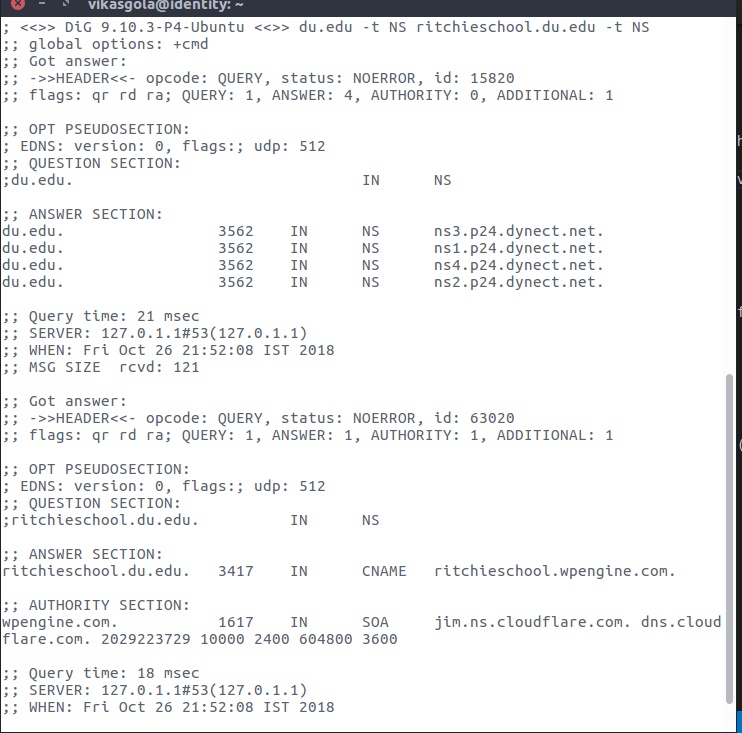 vikasgola@identity: ~
; <<>> DiG 9.10.3-P4-Ubuntu <<>> du.edu -t NS ritchieschool.du.edu -t NS
;; global options: +cmd
;; Got answer:
;; ->>HEADER<<- opcode: QUERY, status: NOERROR, id: 15820
;; flags: qr rd ra; QUERY: 1, ANSWER: 4, AUTHORITY: 0, ADDITIONAL: 1

;; OPT PSEUDOSECTION:
; EDNS: version: 0, flags:; udp: 512
;; QUESTION SECTION:
;du.edu. IN NS

;; ANSWER SECTION:
du.edu. 3562 IN NS ns3.p24.dynect.net.
du.edu. 3562 IN NS ns1.p24.dynect.net.
du.edu. 3562 IN NS ns4.p24.dynect.net.
du.edu. 3562 IN NS ns2.p24.dynect.net.

;; Query time: 21 msec
;; SERVER: 127.0.1.1#53(127.0.1.1)
;; WHEN: Fri Oct 26 21:52:08 IST 2018
;; MSG SIZE rcvd: 121

;; Got answer:
;; ->>HEADER<<- opcode: QUERY, status: NOERROR, id: 63020
;; flags: qr rd ra; QUERY: 1, ANSWER: 1, AUTHORITY: 1, ADDITIONAL: 1

;; OPT PSEUDOSECTION:
; EDNS: version: 0, flags:; udp: 512
;; QUESTION SECTION:
;ritchieschool.du.edu. IN NS

;; ANSWER SECTION:
ritchieschool.du.edu. 3417 IN CNAME ritchieschool.wpengine.com.

;; AUTHORITY SECTION:
wpengine.com. 1617 IN SOA jim.ns.cloudflare.com. dns.cloud
flare.com. 2029223729 10000 2400 604800 3600

;; Query time: 18 msec
;; SERVER: 127.0.1.1#53(127.0.1.1)
;; WHEN: Fri Oct 26 21:52:08 IST 2018